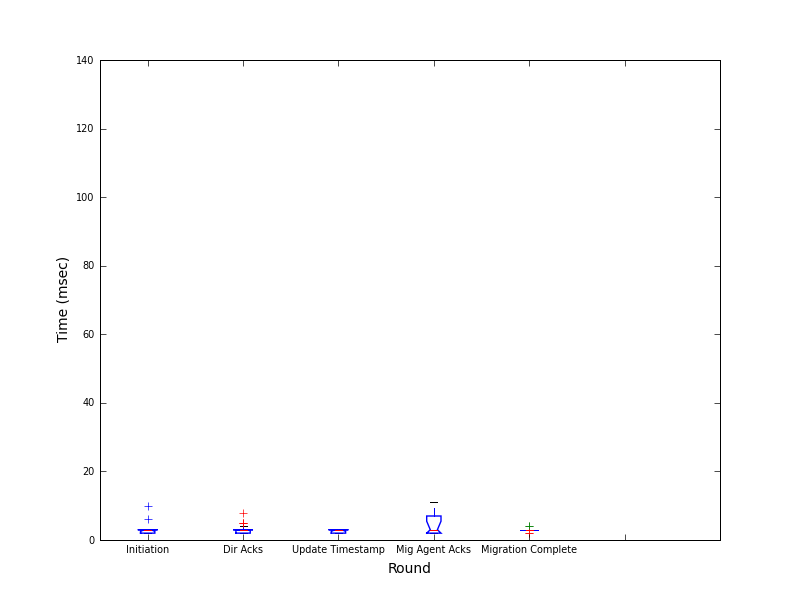 140
120
100
80
60
40
20
0
Time (msec)
Initiation Dir Acks Update Timestamp Mig Agent Acks Migration Complete
Round